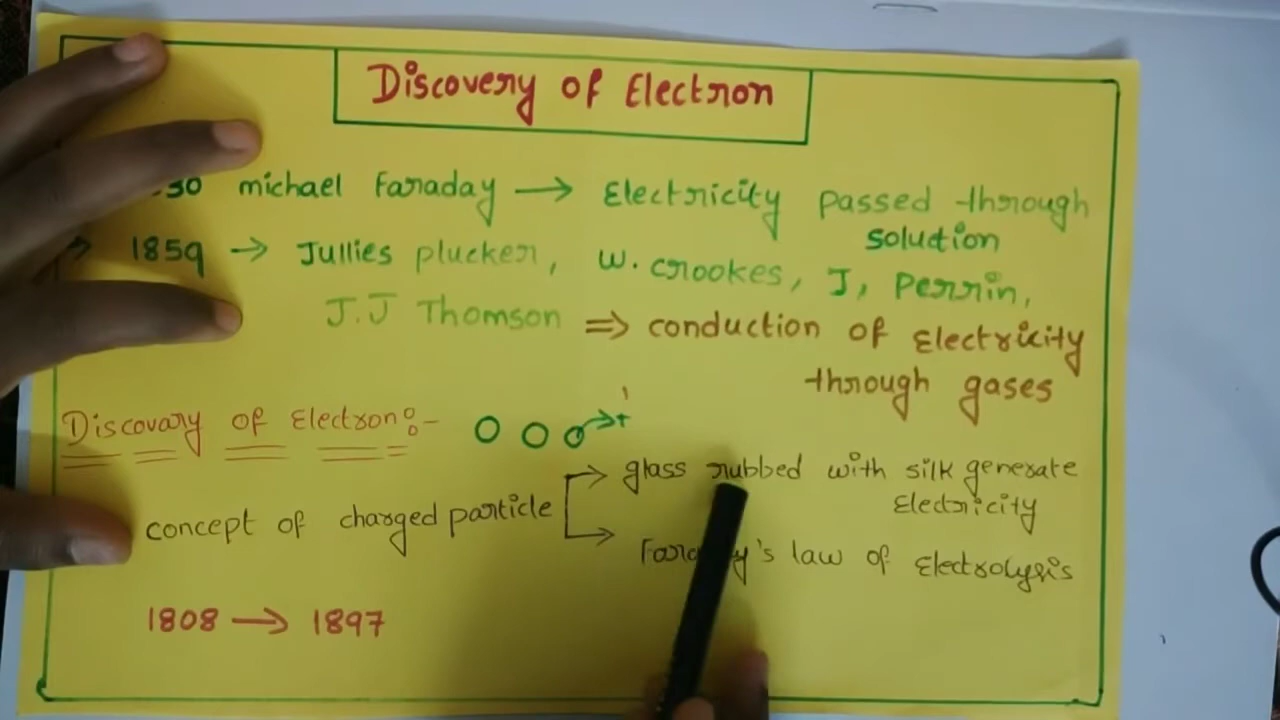 Discovery of Electron
michael Faraday → Electricity passed through
solution
→ 1859 → Jullies plucker, W. crookes, J, Perrin,
J.J Thomson ⇒ conduction of Electricity
through gases
Discovary of Electron:-
glass rubbed with silk generate
Electricity
concept of charged particle
law of Electrolysis
1808 → 1897